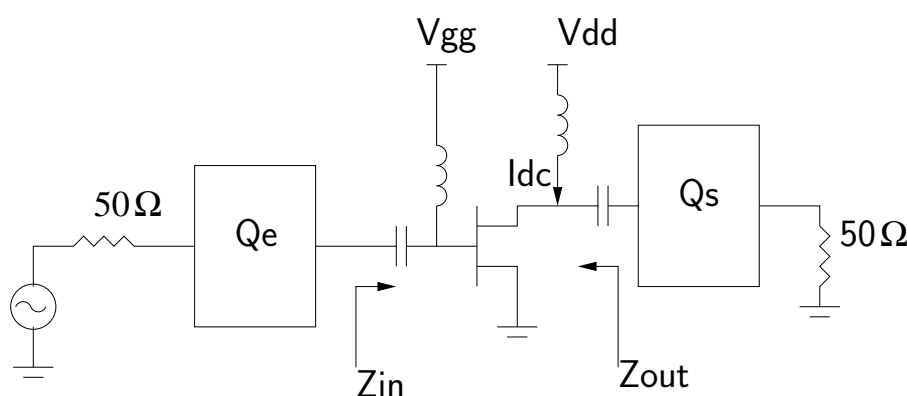 Vgg
Vdd
Idc
50Ω
Qe
Qs
50Ω
Zin
Zout